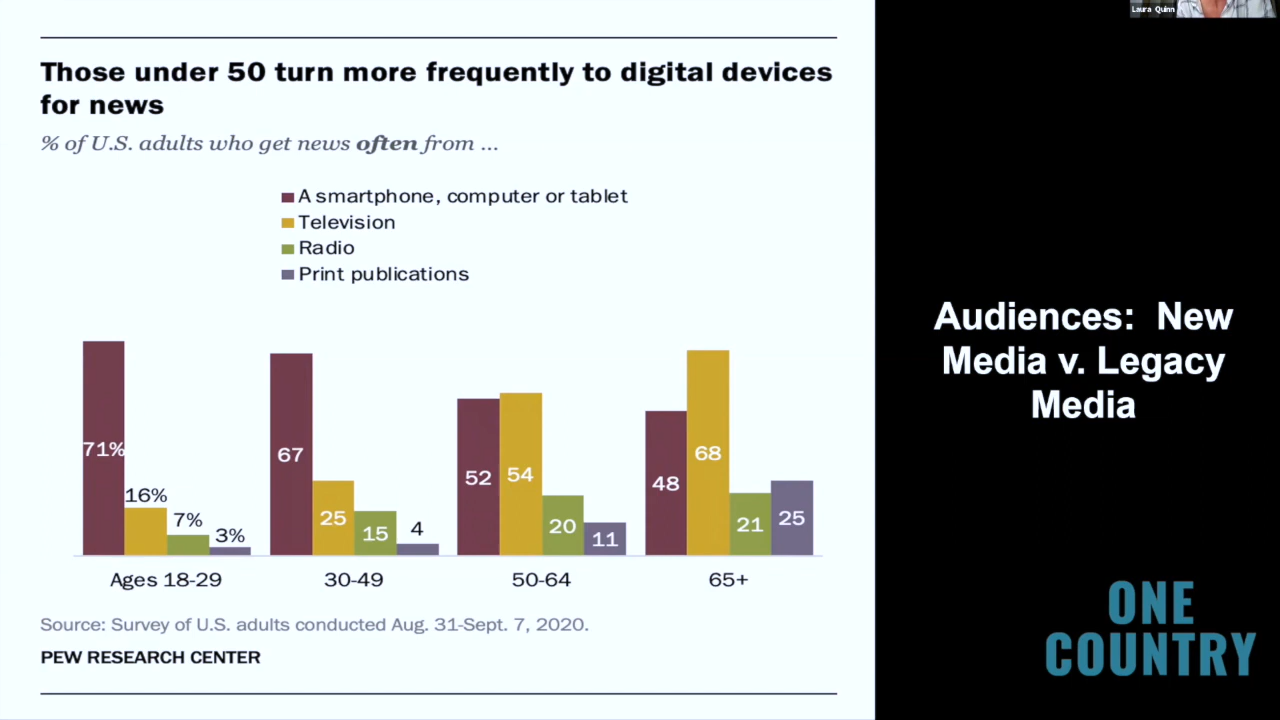 Laura Quinn
Those under 50 turn more frequently to digital devices
for news
% of U.S. adults who get news often from ...
A smartphone, computer or tablet
Television
Radio
Print publications
71% 16% 7% 3%
67 25 15 4
52 54 20 11
48 68 21 25
Ages 18-29 30-49 50-64 65+
Source: Survey of U.S. adults conducted Aug. 31-Sept. 7, 2020.
PEW RESEARCH CENTER
Audiences: New
Media v. Legacy
Media
ONE
COUNTRY